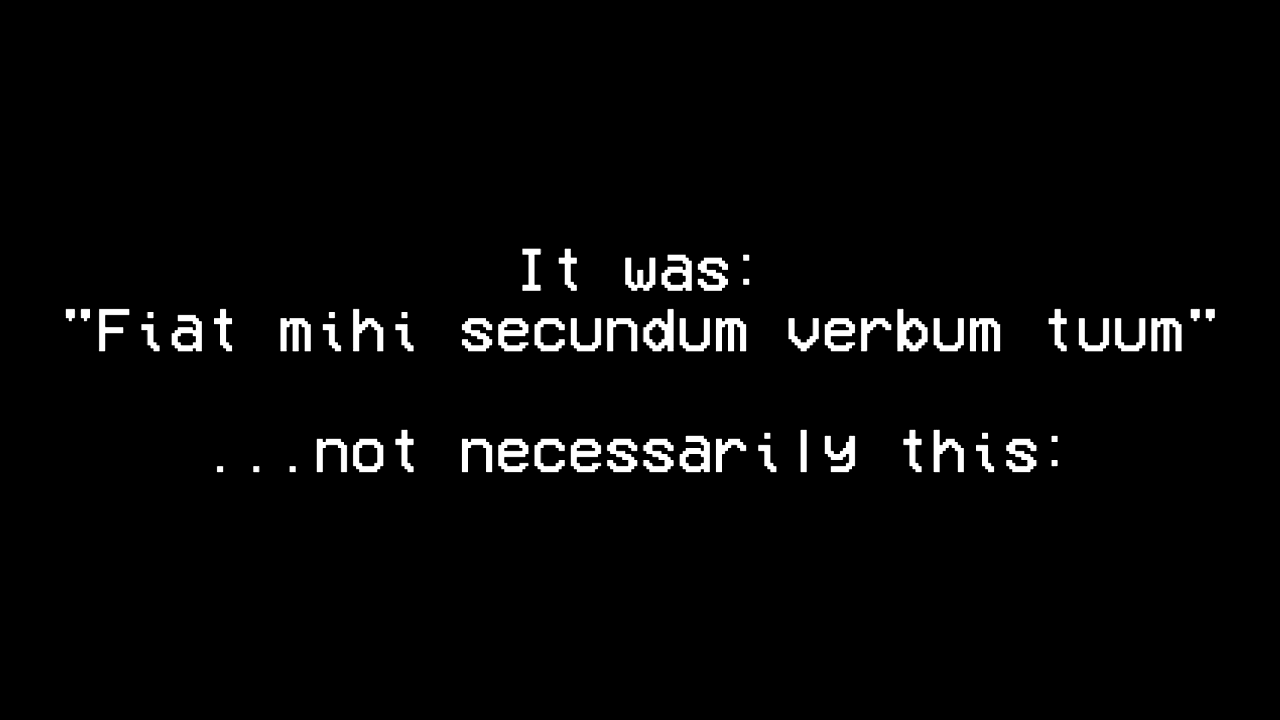 It was:
"Fiat mihi secundum verbum tuum"
...not necessarily this: